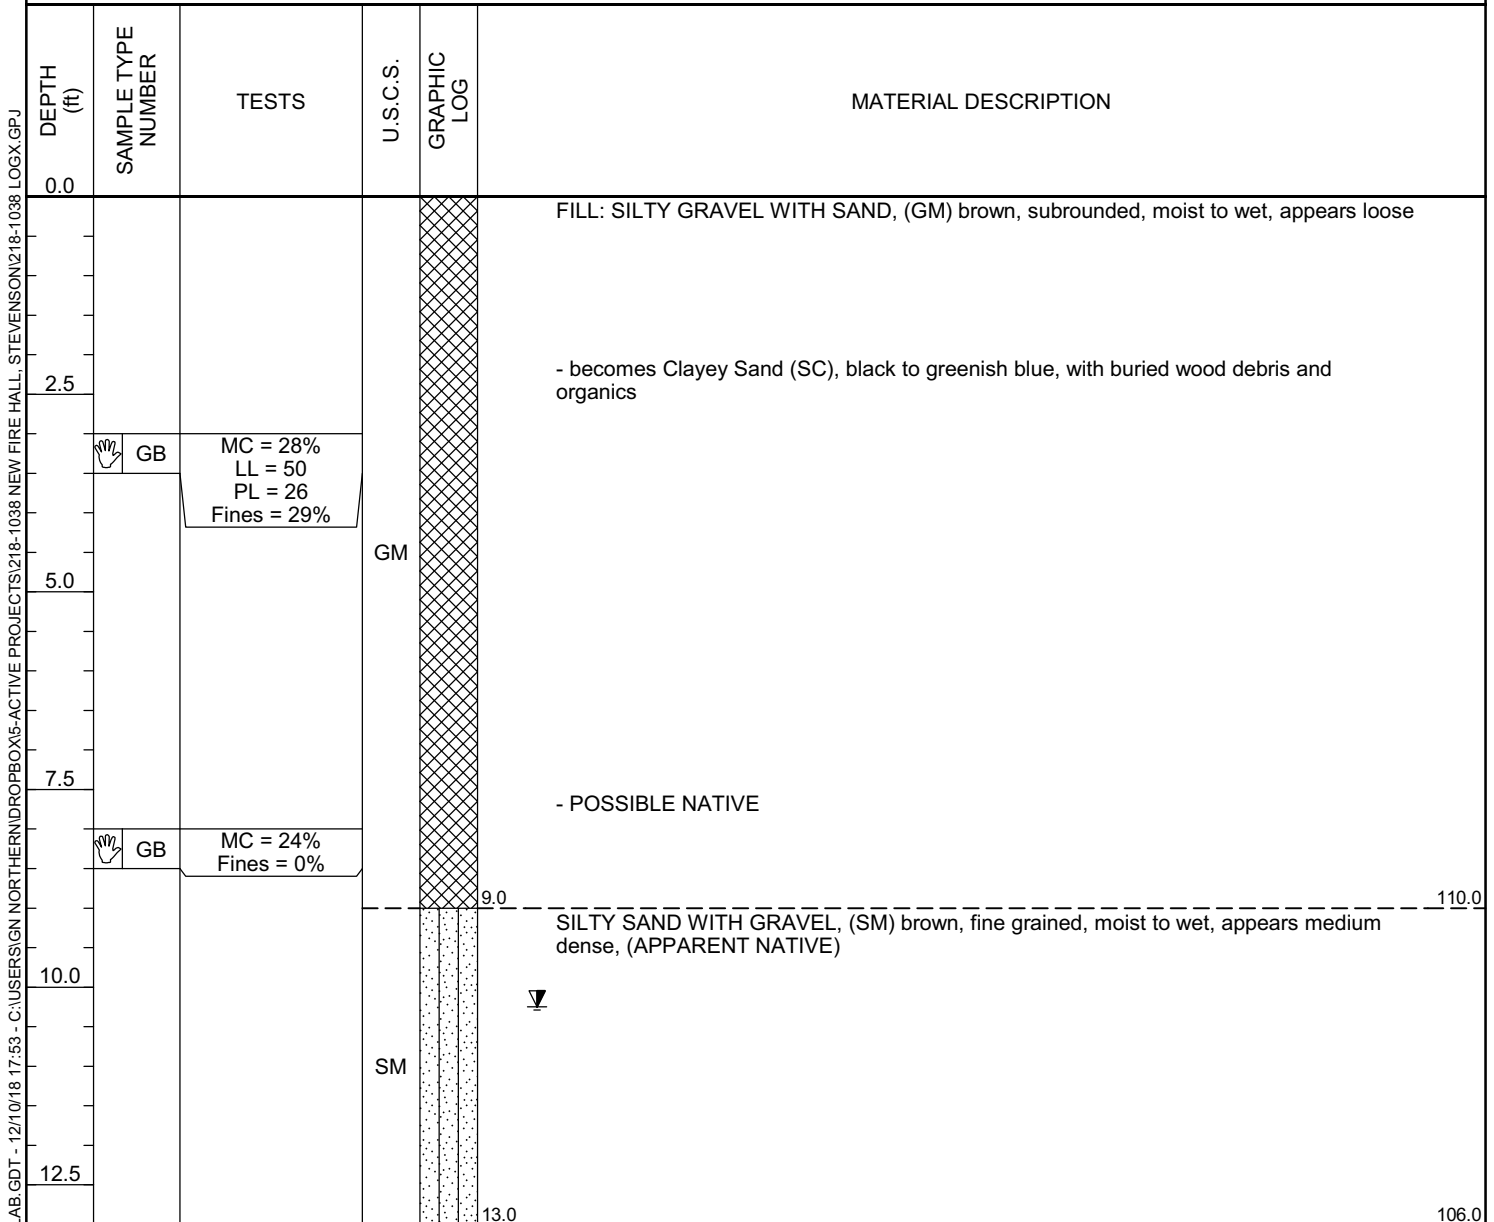 DEPTH
(ft)
SAMPLE TYPE
NUMBER
TESTS
U.S.C.S.
GRAPHIC
LOG
MATERIAL DESCRIPTION
0.0
FILL: SILTY GRAVEL WITH SAND, (GM) brown, subrounded, moist to wet, appears loose
- becomes Clayey Sand (SC), black to greenish blue, with buried wood debris and
organics
2.5
GB
MC = 28%
LL = 50
PL = 26
Fines = 29%
GM
5.0
7.5
- POSSIBLE NATIVE
GB
MC = 24%
Fines = 0%
9.0
110.0
SILTY SAND WITH GRAVEL, (SM) brown, fine grained, moist to wet, appears medium
dense, (APPARENT NATIVE)
10.0
SM
12.5
13.0
106.0
AB.GDT - 12/10/18 17:53 - C:\USERS\GN NORTHERN\DROPBOX\5-ACTIVE PROJECTS\218-1038 NEW FIRE HALL, STEVENSON\218-1038 LOGX.GPJ